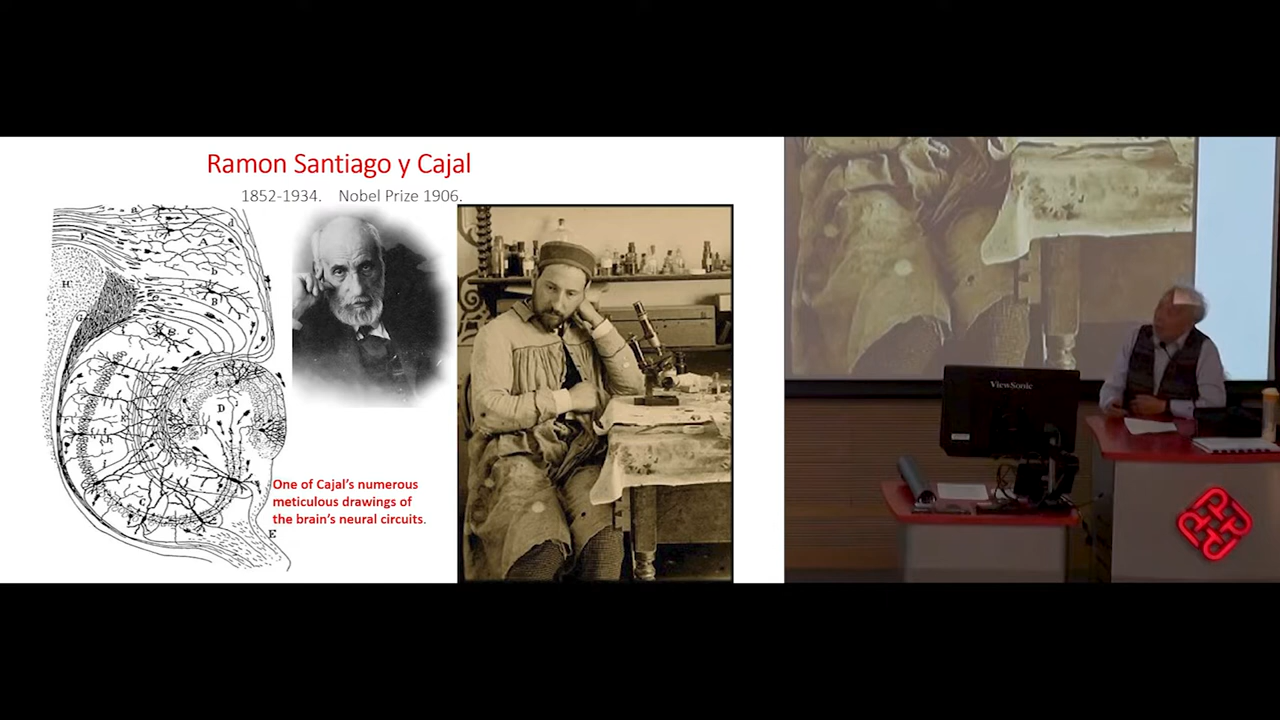 Ramon Santiago y Cajal
1852-1934. Nobel Prize 1906.
One of Cajal's numerous
meticulous drawings of
the brain's neural circuits.
H
A
b
B
D
E
ViewSonic